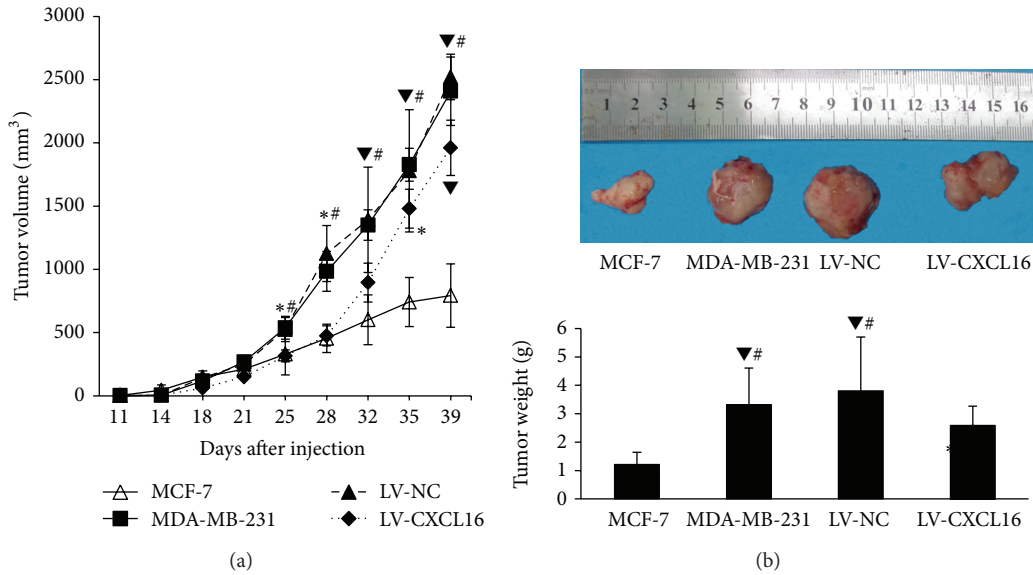 3000
2500
2000
1500
1000
500
0
Tumor volume (mm³)
▼#
▼#
▼#
*#
*#
▼
*
11 14 18 21 25 28 32 35 39
Days after injection
MCF-7
MDA-MB-231
LV-NC
LV-CXCL16
(a)
1 2 3 4 5 6 7 8 9 10 11 12 13 14 15 16
MCF-7 MDA-MB-231 LV-NC LV-CXCL16
6
5
4
3
2
1
0
Tumor weight (g)
▼#
▼#
*
MCF-7 MDA-MB-231 LV-NC LV-CXCL16
(b)